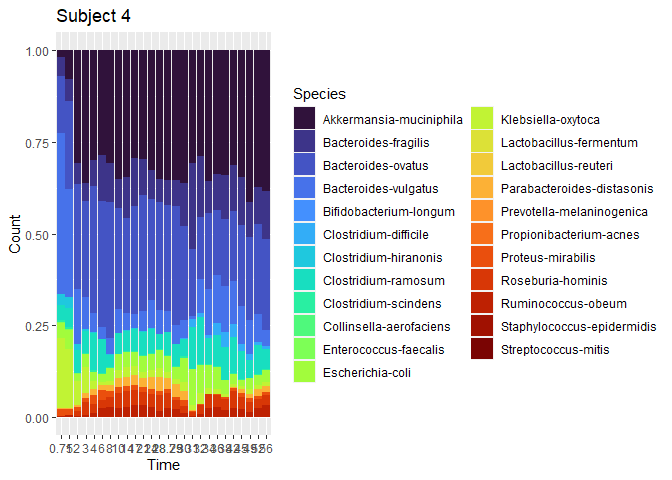 Subject 4
1.00
0.75
0.50
0.25
0.00
Count
Time
Species
Akkermansia-muciniphila
Bacteroides-fragilis
Bacteroides-ovatus
Bacteroides-vulgatus
Bifidobacterium-longum
Clostridium-difficile
Clostridium-hiranonis
Clostridium-ramosum
Clostridium-scindens
Collinsella-aerofaciens
Enterococcus-faecalis
Escherichia-coli
Klebsiella-oxytoca
Lactobacillus-fermentum
Lactobacillus-reuteri
Parabacteroides-distasonis
Prevotella-melaninogenica
Propionibacterium-acnes
Proteus-mirabilis
Roseburia-hominis
Ruminococcus-obeum
Staphylococcus-epidermidis
Streptococcus-mitis